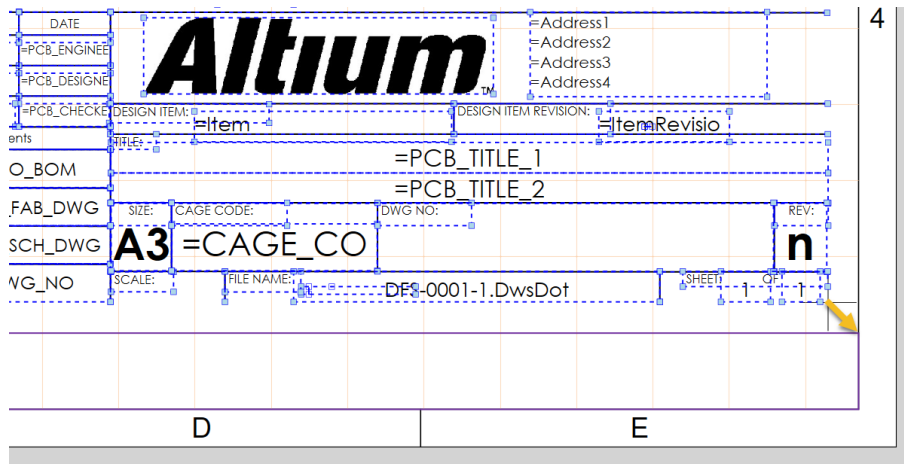 DATE
=Address1
4
=PCB_ENGINEE
Altium
TM
=Address2
=PCB_DESIGNE
=Address3
=Address4
=PCB_CHECKE
DESIGN ITEM:
=Item
DESIGN ITEM REVISION:
=ItemRevisio
ents
TITLE:
O_BOM
=PCB_TITLE_1
=PCB_TITLE_2
_FAB_DWG
SIZE:
CAGE CODE:
DWG NO:
REV:
SCH_DWG
A3
=CAGE_CO
n
WG_NO
SCALE:
FILE NAME:
-0001-1.DwsDot
SHEET
1
OF
1
D
E